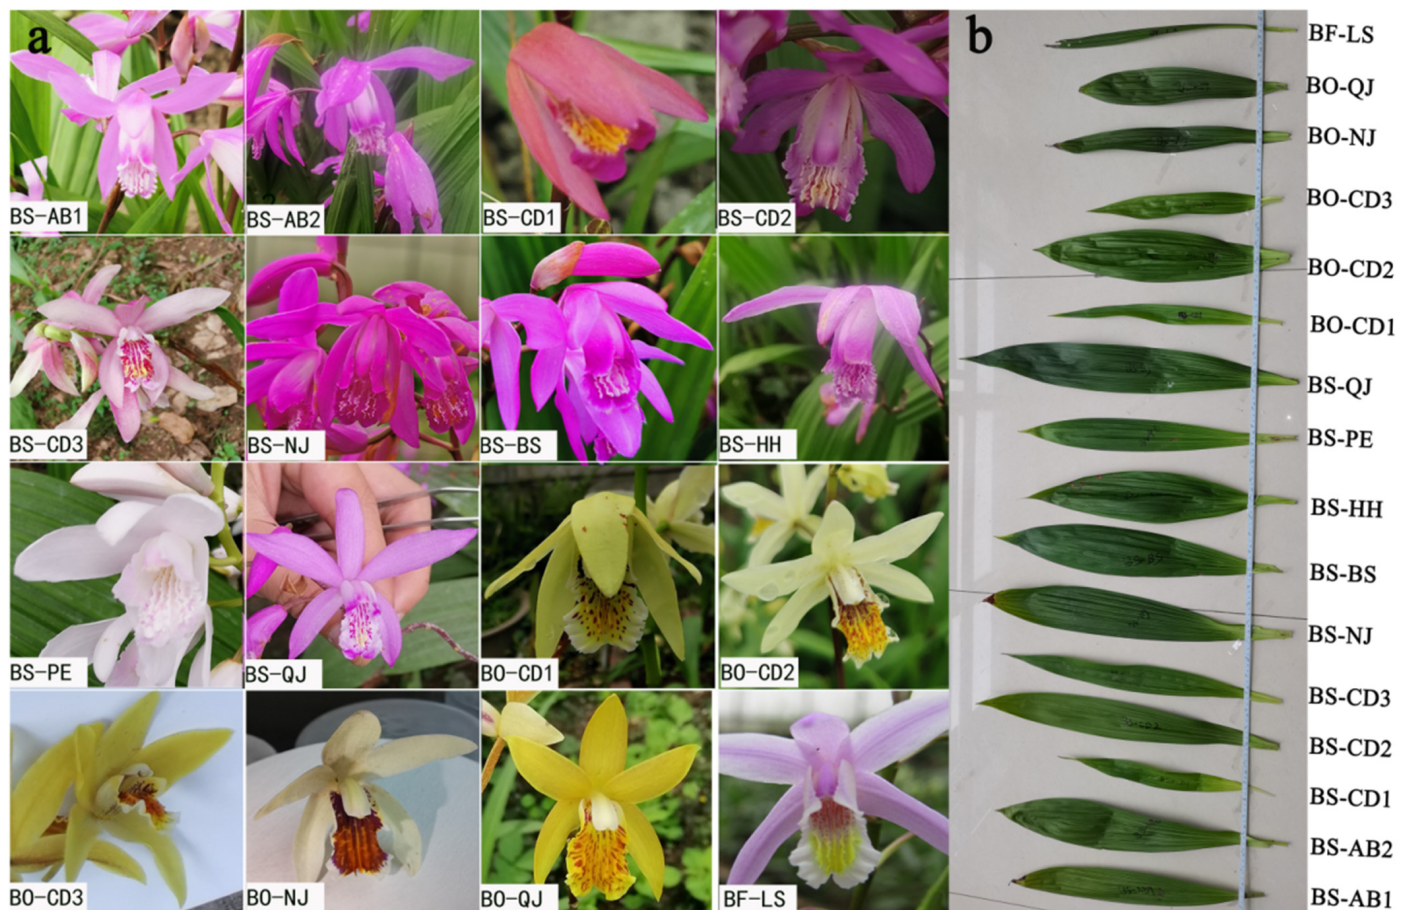 a
BS-AB1
BS-AB2
BS-CD1
BS-CD2
BS-CD3
BS-NJ
BS-BS
BS-HH
BS-PE
BS-QJ
BO-CD1
BO-CD2
BO-CD3
BO-NJ
BO-QJ
BF-LS
b
BF-LS
BO-QJ
BO-NJ
BO-CD3
BO-CD2
BO-CD1
BS-QJ
BS-PE
BS-HH
BS-BS
BS-NJ
BS-CD3
BS-CD2
BS-CD1
BS-AB2
BS-AB1